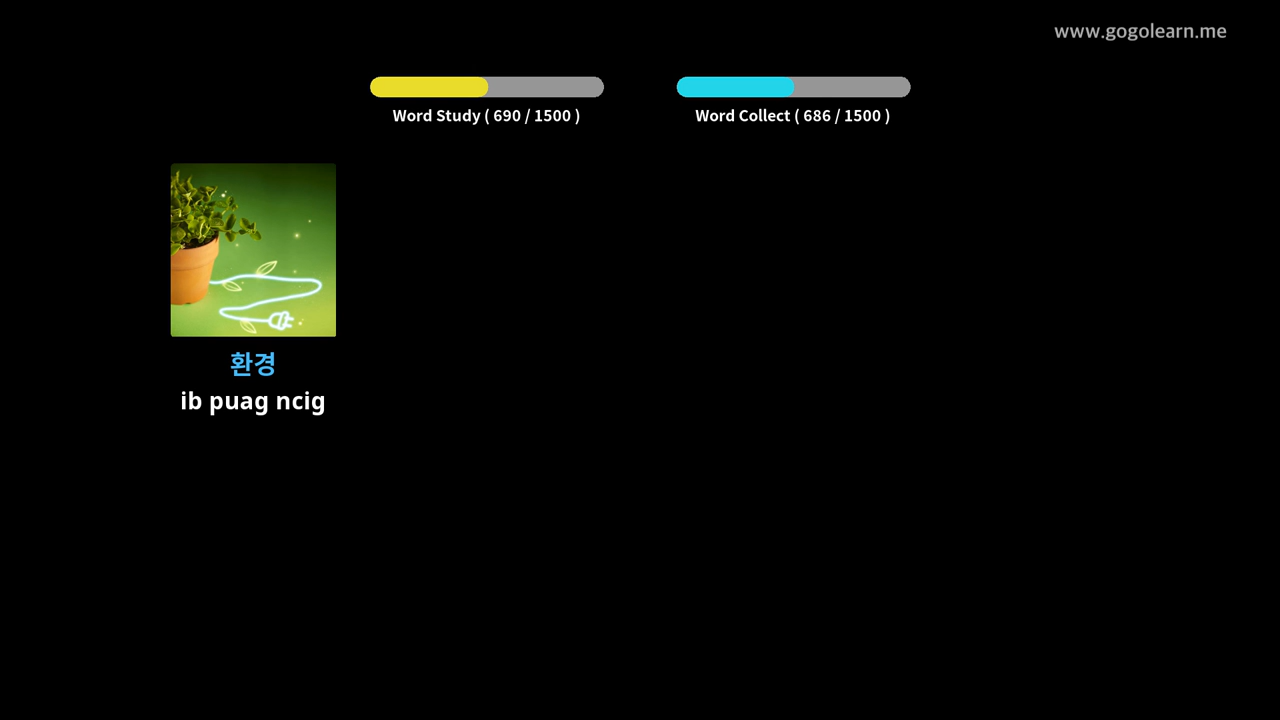 www.gogolearn.me
Word Study ( 690 / 1500 )
Word Collect ( 686 / 1500 )
환경
ib puag ncig